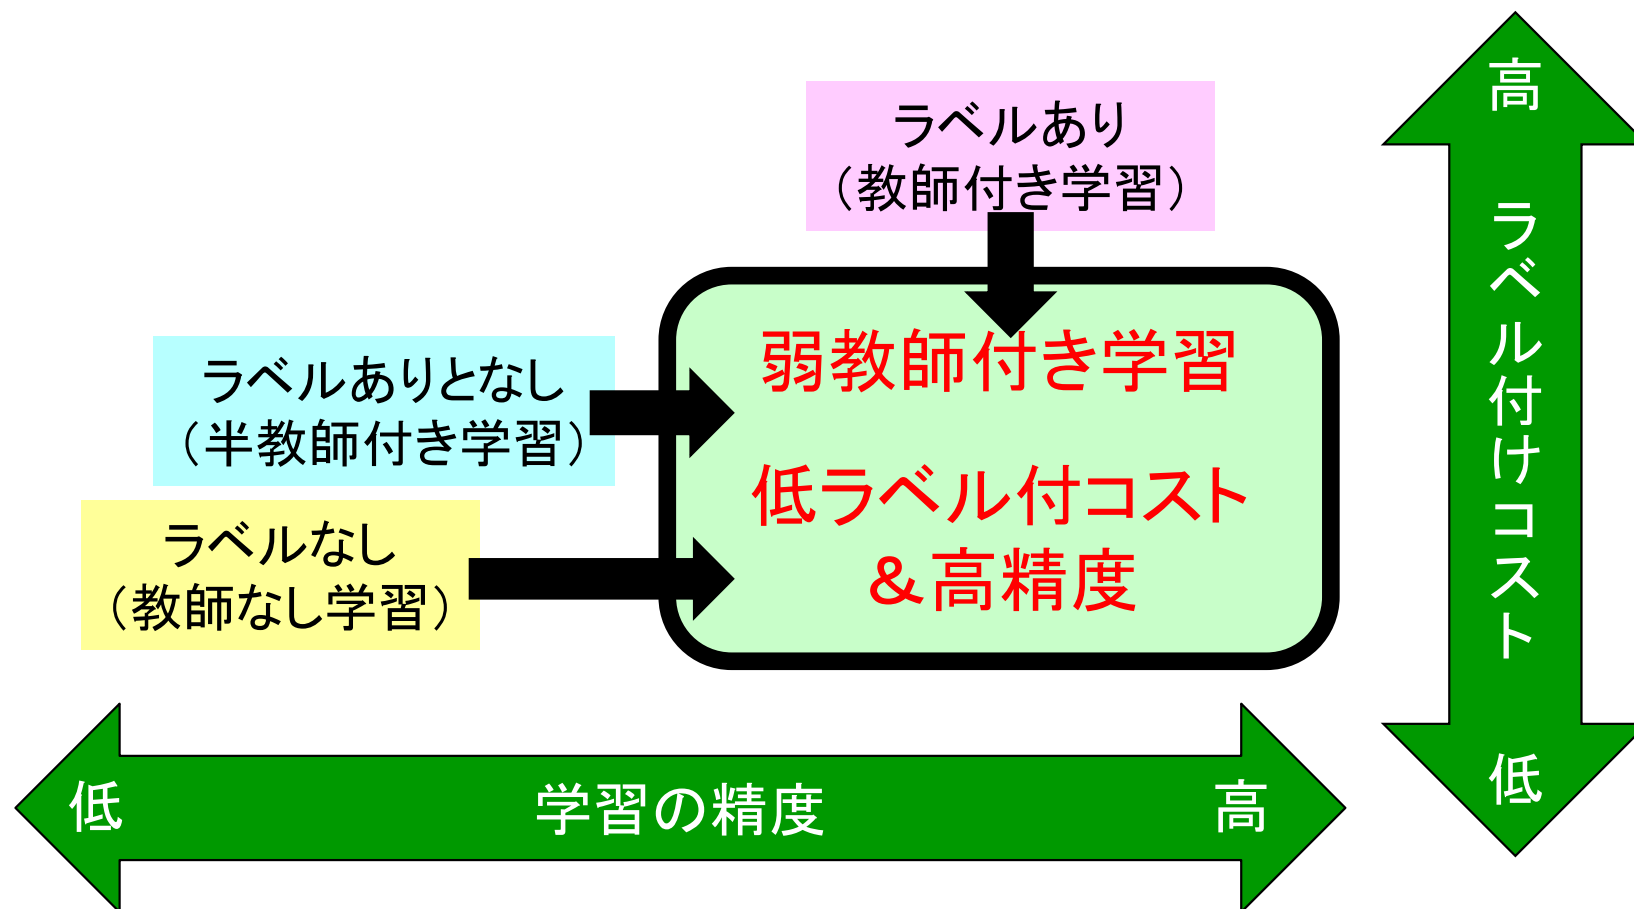 ラベルあり
（教師付き学習）
弱教師付き学習
低ラベル付コスト
＆高精度
ラベルありとなし
（半教師付き学習）
ラベルなし
（教師なし学習）
低 学習の精度 高
高 ラベル付けコスト 低